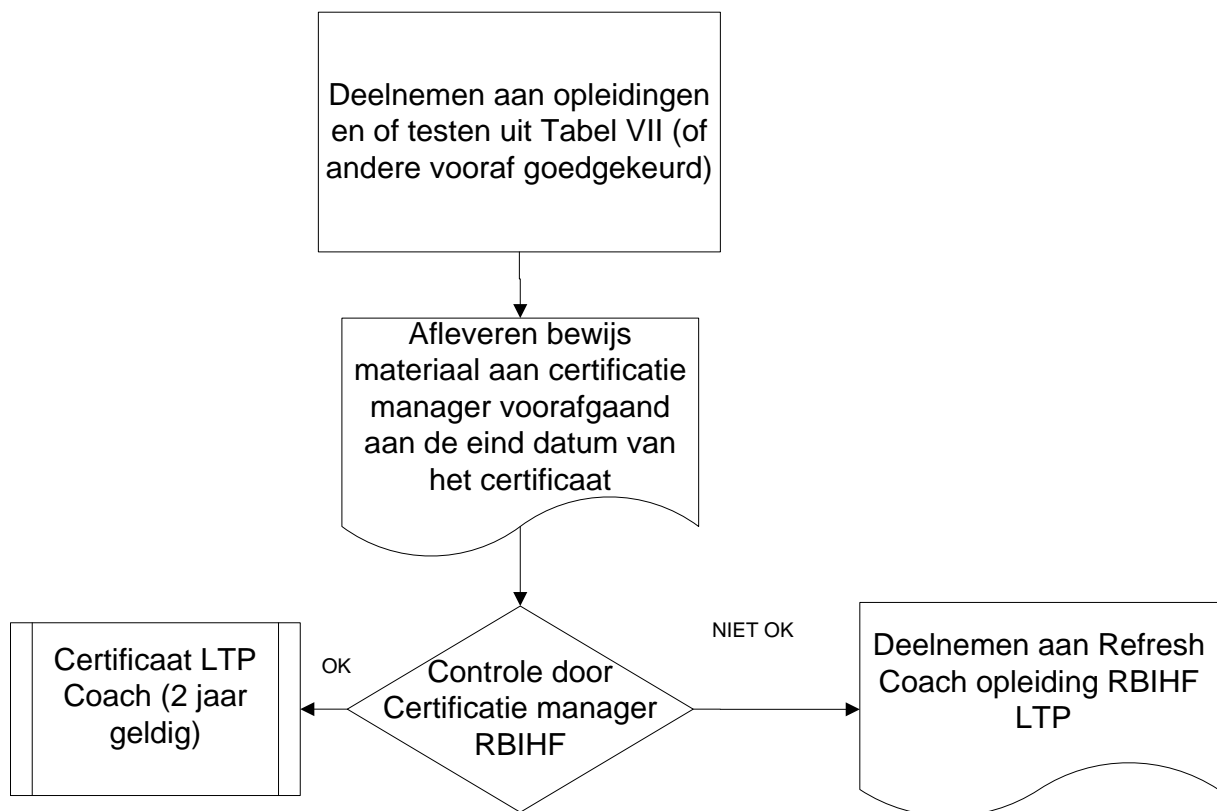 Deelnemen aan opleidingen
en of testen uit Tabel VII (of
andere vooraf goedgekeurd)
Afleveren bewijs
materiaal aan certificatie
manager voorafgaand
aan de eind datum van
het certificaat
Certificaat LTP
Coach (2 jaar
geldig)
OK
Controle door
Certificatie manager
RBIHF
NIET OK
Deelnemen aan Refresh
Coach opleiding RBIHF
LTP